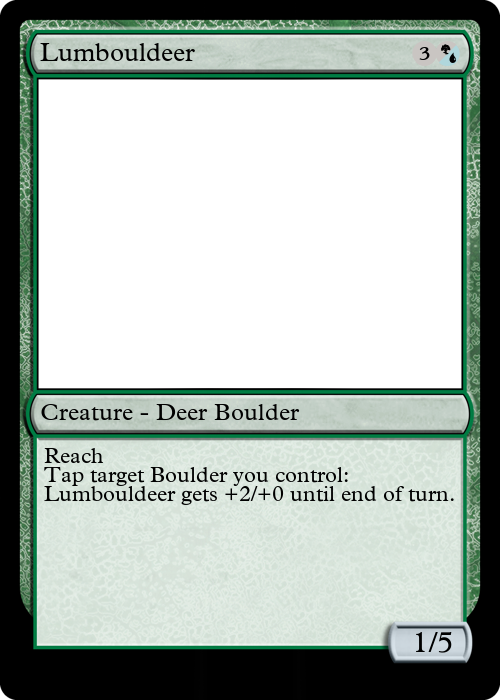 Lumbouldeer 3
Creature - Deer Boulder
Reach
Tap target Boulder you control:
Lumbouldeer gets +2/+0 until end of turn.
1/5